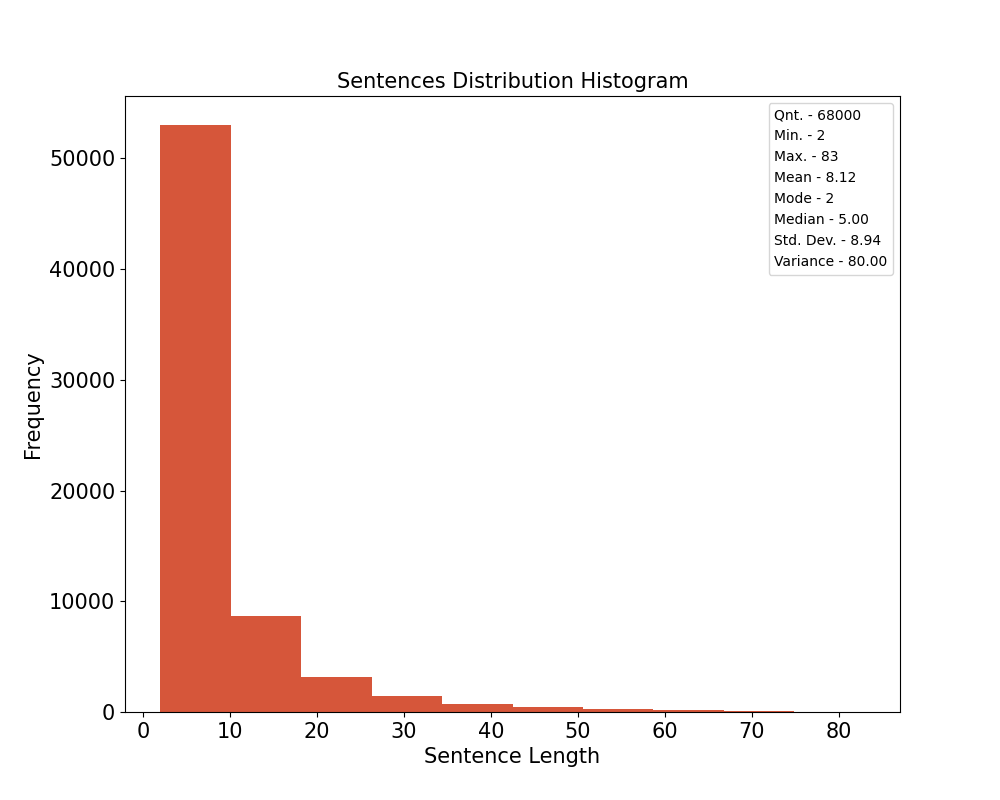 Sentences Distribution Histogram
Qnt. - 68000
Min. - 2
Max. - 83
Mean - 8.12
Mode - 2
Median - 5.00
Std. Dev. - 8.94
Variance - 80.00
Frequency
50000
40000
30000
20000
10000
0
0 10 20 30 40 50 60 70 80
Sentence Length